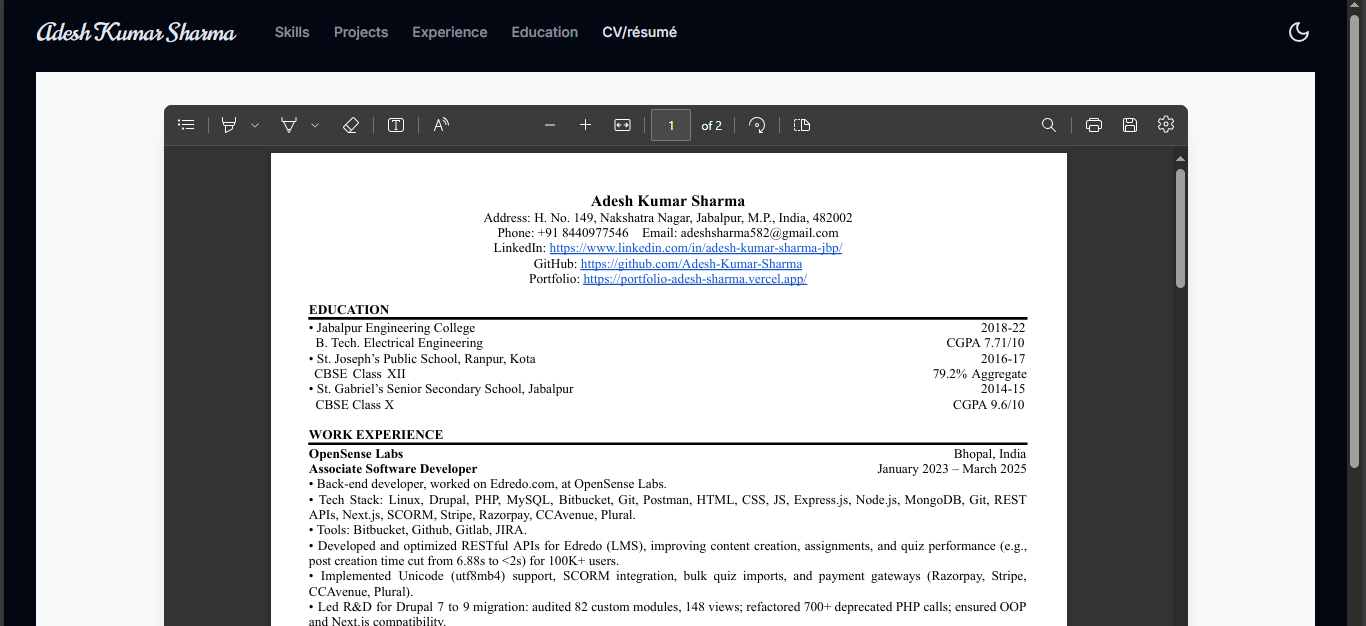 Adesh Kumar Sharma Skills Projects Experience Education CV/résumé
1 of 2
Adesh Kumar Sharma
Address: H. No. 149, Nakshatra Nagar, Jabalpur, M.P., India, 482002
Phone: +91 8440977546 Email: adeshsharma582@gmail.com
LinkedIn: https://www.linkedin.com/in/adesh-kumar-sharma-jbp/
GitHub: https://github.com/Adesh-Kumar-Sharma
Portfolio: https://portfolio-adesh-sharma.vercel.app/
EDUCATION
• Jabalpur Engineering College 2018-22
B. Tech. Electrical Engineering CGPA 7.71/10
• St. Joseph's Public School, Ranpur, Kota 2016-17
CBSE Class XII 79.2% Aggregate
• St. Gabriel's Senior Secondary School, Jabalpur 2014-15
CBSE Class X CGPA 9.6/10
WORK EXPERIENCE
OpenSense Labs Bhopal, India
Associate Software Developer January 2023 – March 2025
• Back-end developer, worked on Edredo.com, at OpenSense Labs.
• Tech Stack: Linux, Drupal, PHP, MySQL, Bitbucket, Git, Postman, HTML, CSS, JS, Express.js, Node.js, MongoDB, Git, REST
APIs, Next.js, SCORM, Stripe, Razorpay, CCAvenue, Plural.
• Tools: Bitbucket, Github, Gitlab, JIRA.
• Developed and optimized RESTful APIs for Edredo (LMS), improving content creation, assignments, and quiz performance (e.g.,
post creation time cut from 6.88s to <2s) for 100K+ users.
• Implemented Unicode (utf8mb4) support, SCORM integration, bulk quiz imports, and payment gateways (Razorpay, Stripe,
CCAvenue, Plural).
• Led R&D for Drupal 7 to 9 migration: audited 82 custom modules, 148 views; refactored 700+ deprecated PHP calls; ensured OOP
and Next.js compatibility.